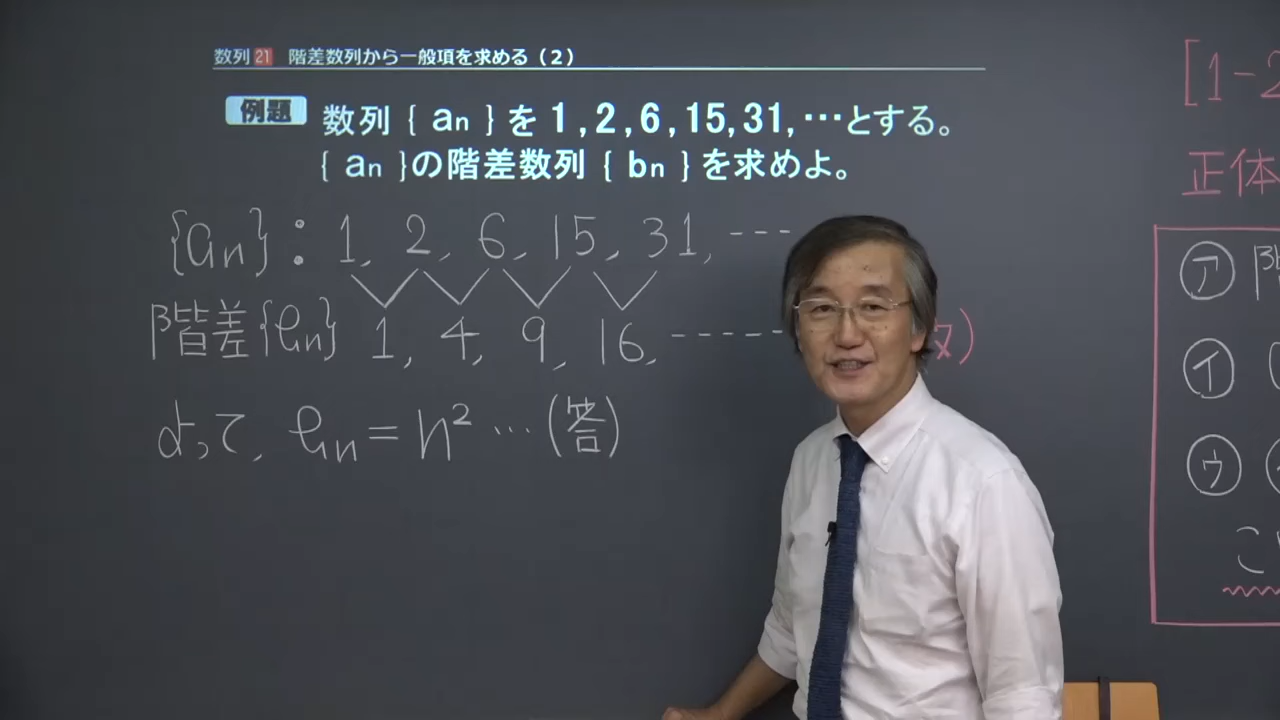 数列 21 階差数列から一般項を求める(2)
例題 数列 { an } を 1,2,6,15,31,…とする。
{ an }の階差数列 { bn } を求めよ。
{an}: 1, 2, 6, 15, 31, ---
階差{bn} 1, 4, 9, 16, -----
よって, bn = n² …(答)
[1-2
正体
ア 階
イ
ウ